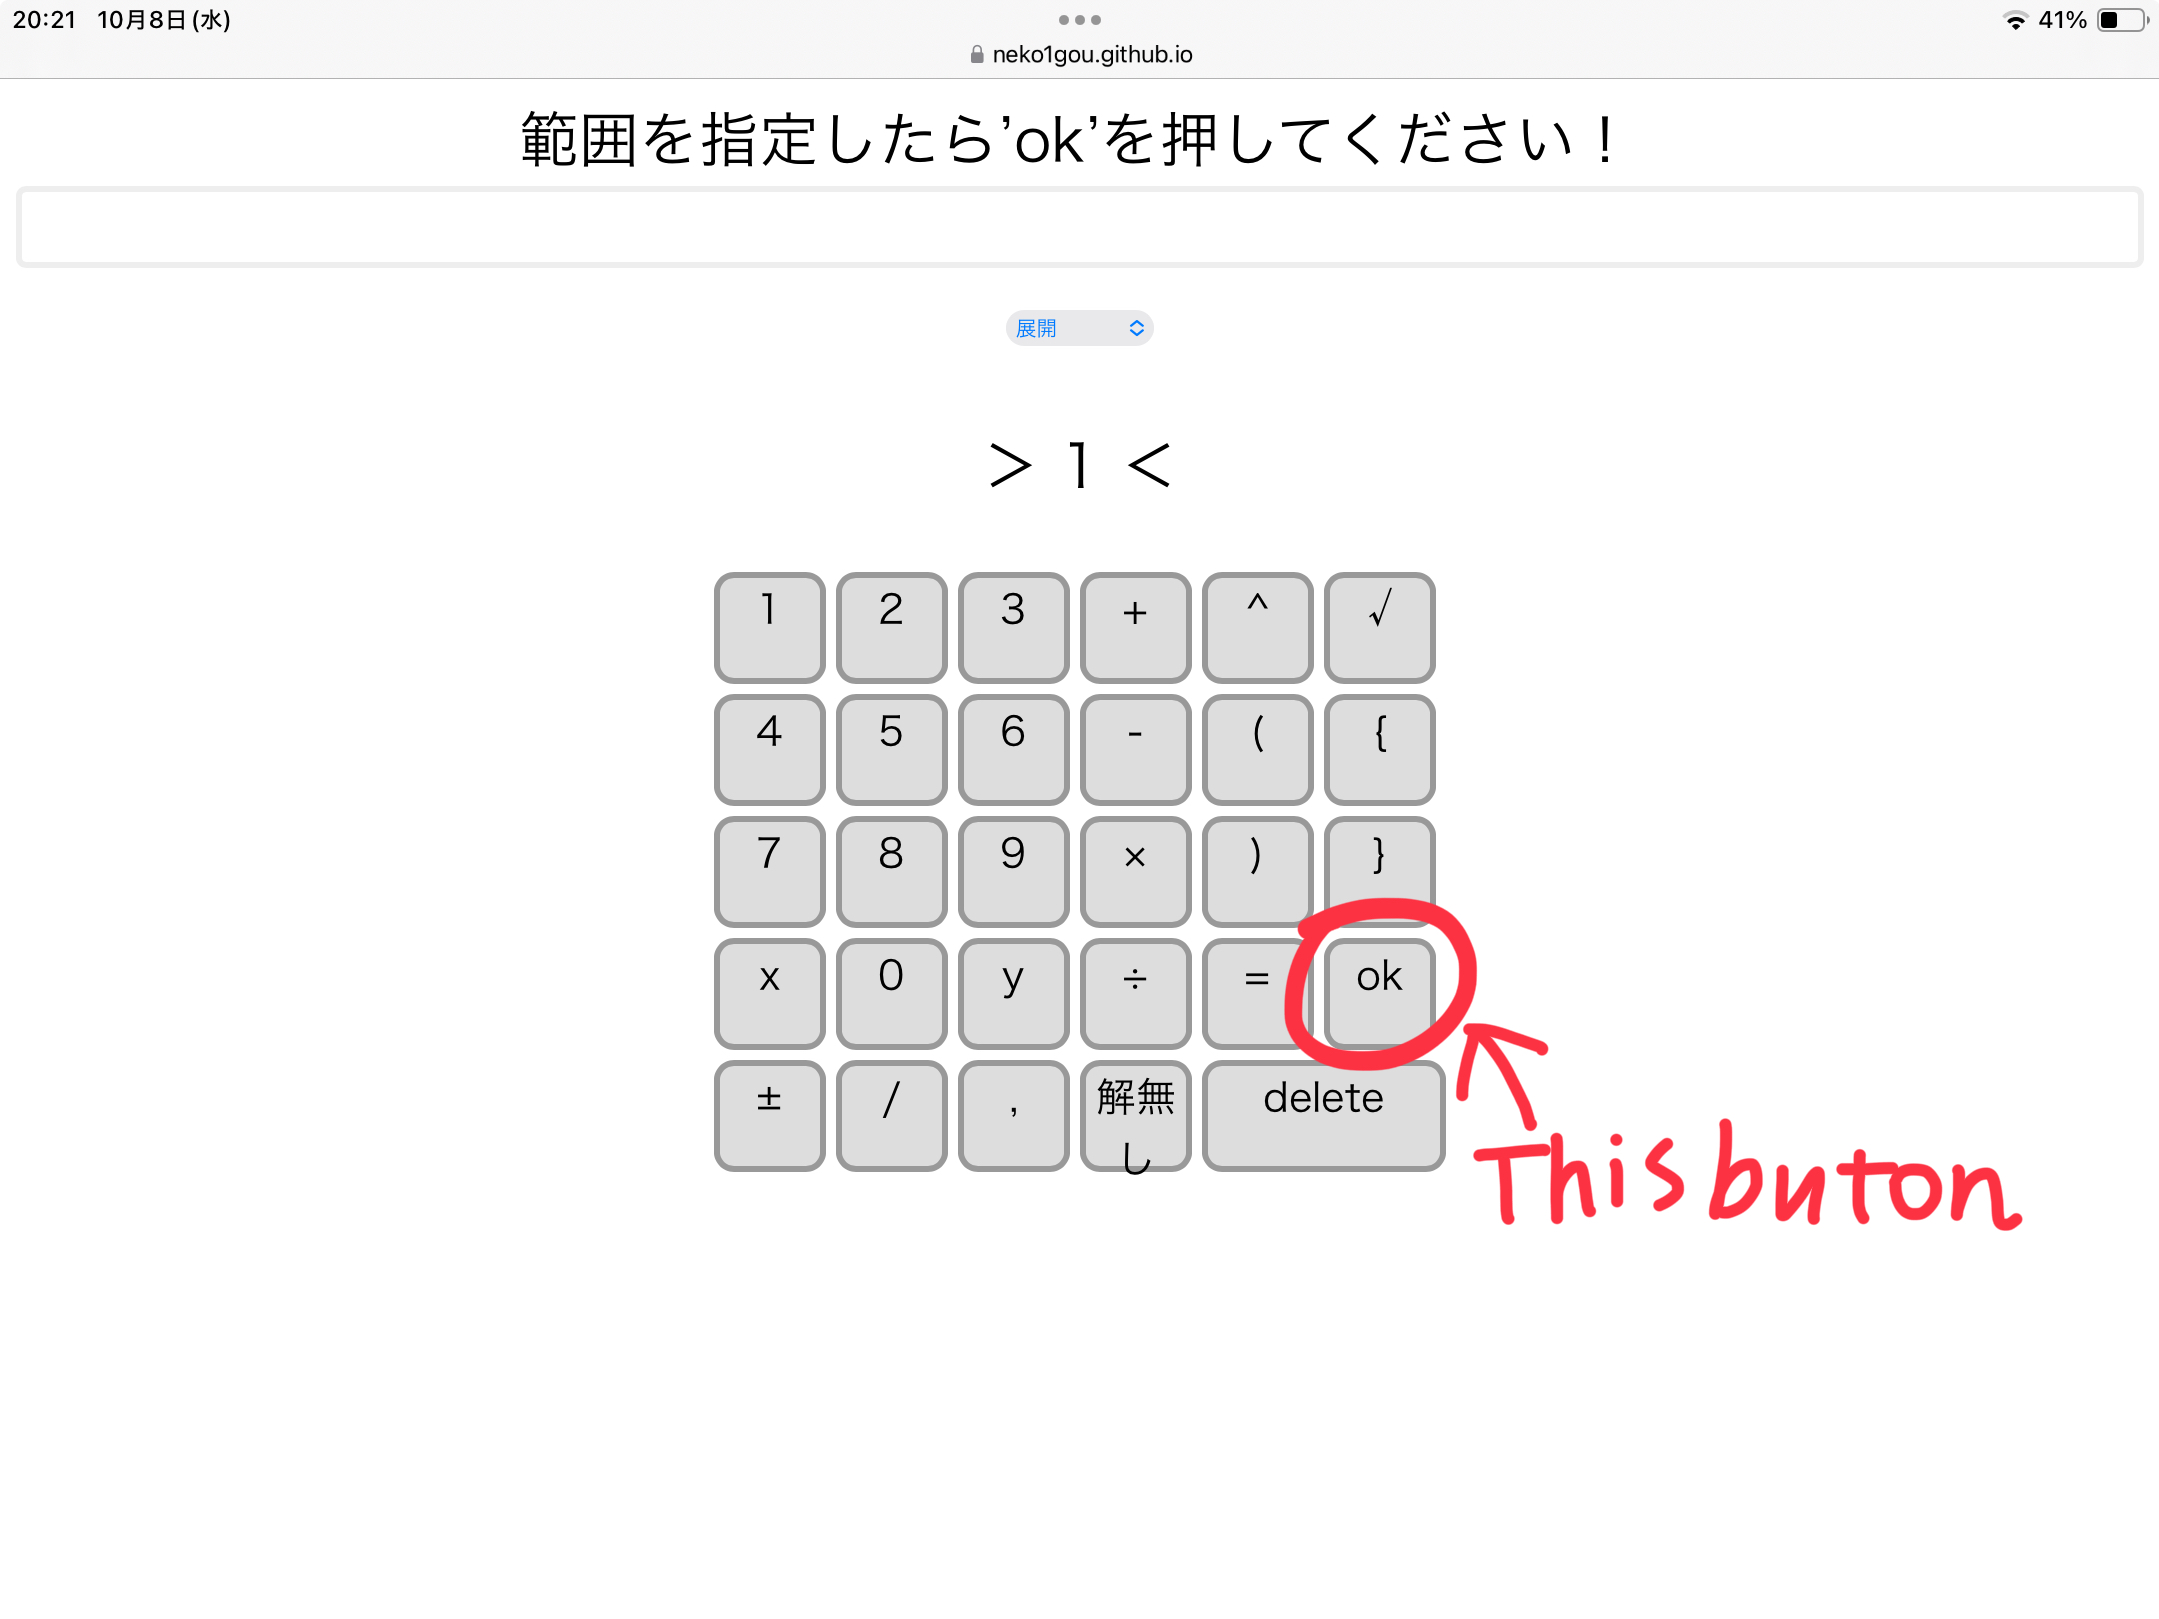 20:21 10月8日(水) 41%
neko1gou.github.io
範囲を指定したら’ok’を押してください！
展開
> 1 <
1 2 3 + ^ √
4 5 6 - ( {
7 8 9 × ) }
x 0 y ÷ = ok
± / , 解無 delete
し
This buton